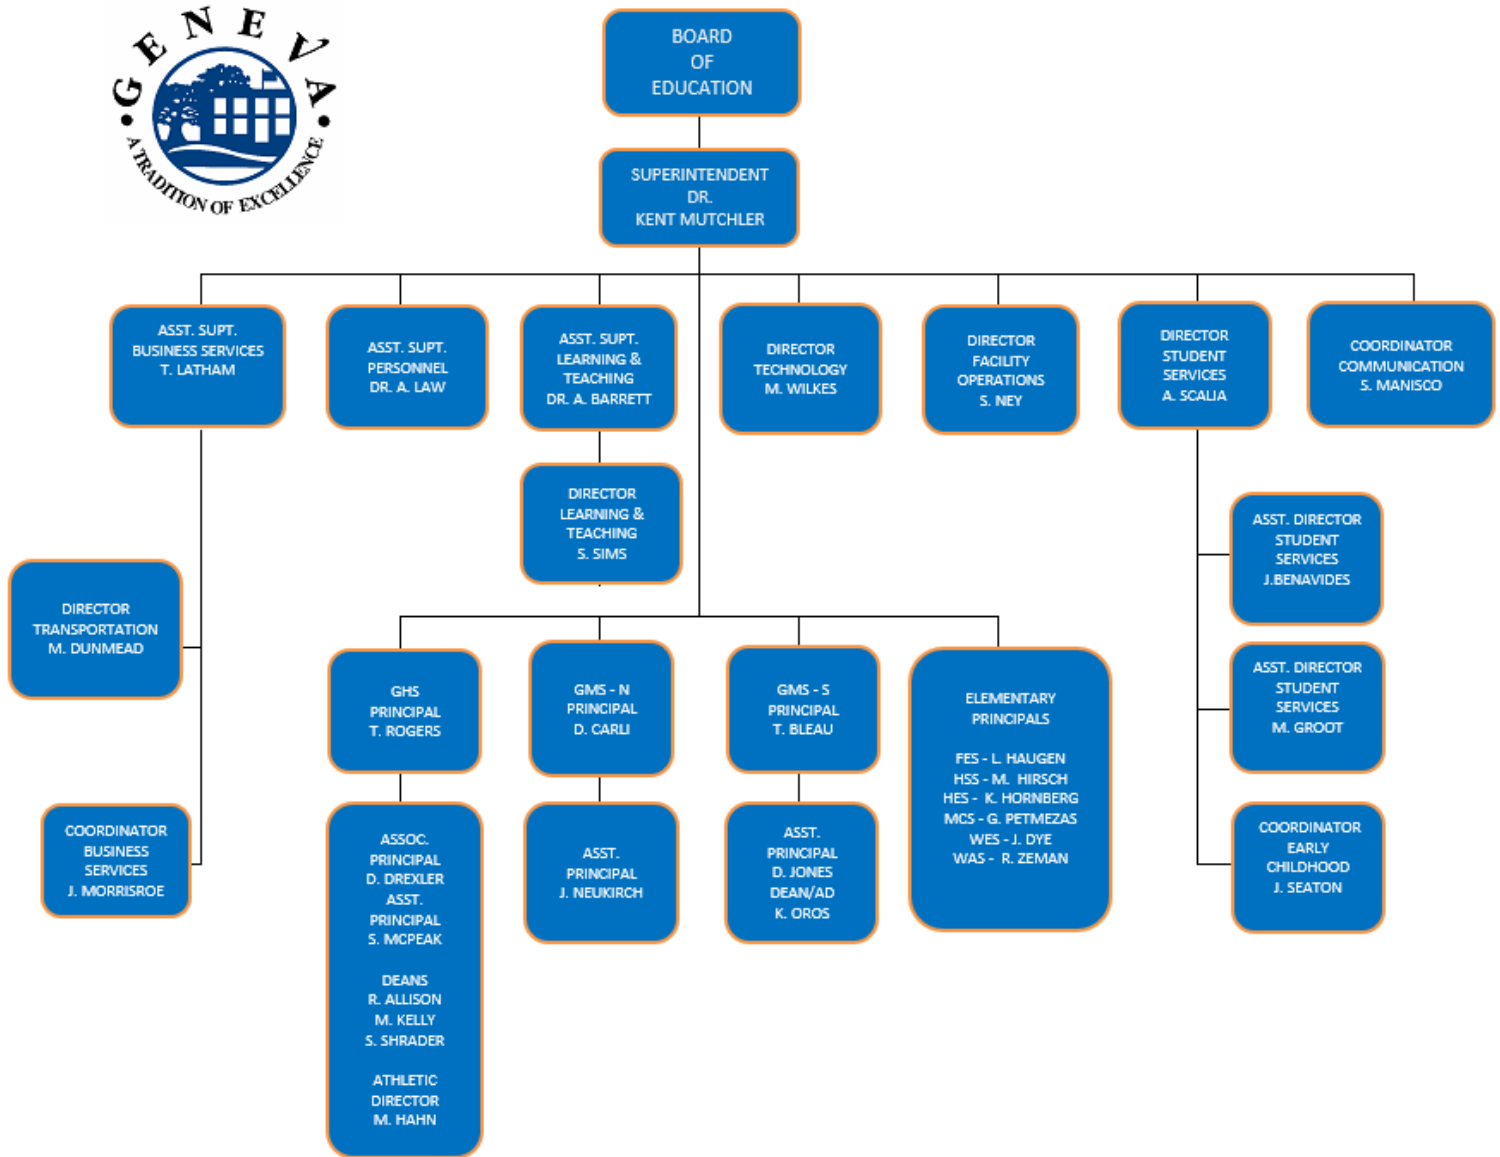 GENEVA
A TRADITION OF EXCELLENCE
BOARD
OF
EDUCATION
SUPERINTENDENT
DR.
KENT MUTCHLER
ASST. SUPT.
BUSINESS SERVICES
T. LATHAM
ASST. SUPT.
PERSONNEL
DR. A. LAW
ASST. SUPT.
LEARNING &
TEACHING
DR. A. BARRETT
DIRECTOR
TECHNOLOGY
M. WILKES
DIRECTOR
FACILITY
OPERATIONS
S. NEY
DIRECTOR
STUDENT
SERVICES
A. SCALIA
COORDINATOR
COMMUNICATION
S. MANISCO
DIRECTOR
LEARNING &
TEACHING
S. SIMS
ASST. DIRECTOR
STUDENT
SERVICES
J.BENAVIDES
DIRECTOR
TRANSPORTATION
M. DUNMEAD
ASST. DIRECTOR
STUDENT
SERVICES
M. GROOT
GHS
PRINCIPAL
T. ROGERS
GMS - N
PRINCIPAL
D. CARLI
GMS - S
PRINCIPAL
T. BLEAU
ELEMENTARY
PRINCIPALS
FES - L. HAUGEN
HSS - M. HIRSCH
HES - K. HORNBERG
MCS - G. PETMEZAS
WES - J. DYE
WAS - R. ZEMAN
COORDINATOR
BUSINESS
SERVICES
J. MORRISROE
ASSOC.
PRINCIPAL
D. DREXLER
ASST.
PRINCIPAL
S. MCPEAK
DEANS
R. ALLISON
M. KELLY
S. SHRADER
ATHLETIC
DIRECTOR
M. HAHN
ASST.
PRINCIPAL
J. NEUKIRCH
ASST.
PRINCIPAL
D. JONES
DEAN/AD
K. OROS
COORDINATOR
EARLY
CHILDHOOD
J. SEATON